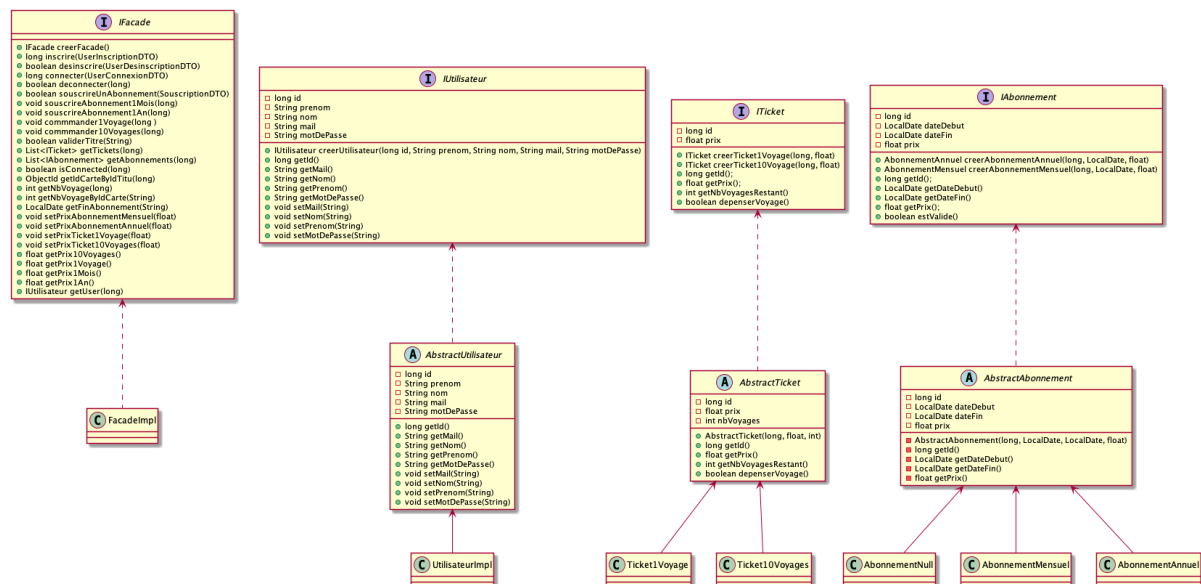 I IFacade
IFacade creerFacade()
long inscrire(UserInscriptionDTO)
boolean desinscrire(UserDesinscriptionDTO)
long connecter(UserConnexionDTO)
boolean deconnecter(long)
boolean souscrireUnAbonnement(SouscriptionDTO)
void souscrireAbonnement1Mois(long)
void souscrireAbonnement1An(long)
void commmander1Voyage(long )
void commmander10Voyages(long)
boolean validerTitre(String)
List<ITicket> getTickets(long)
List<IAbonnement> getAbonnements(long)
boolean isConnected(long)
ObjectId getIdCarteByIdTitu(long)
int getNbVoyage(long)
int getNbVoyageByIdCarte(String)
LocalDate getFinAbonnement(String)
void setPrixAbonnementMensuel(float)
void setPrixAbonnementAnnuel(float)
void setPrixTicket1Voyage(float)
void setPrixTicket10Voyages(float)
float getPrix10Voyages()
float getPrix1Voyage()
float getPrix1Mois()
float getPrix1An()
IUtilisateur getUser(long)
C FacadeImpl
I IUtilisateur
long id
String prenom
String nom
String mail
String motDePasse
IUtilisateur creerUtilisateur(long id, String prenom, String nom, String mail, String motDePasse)
long getId()
String getMail()
String getNom()
String getPrenom()
String getMotDePasse()
void setMail(String)
void setNom(String)
void setPrenom(String)
void setMotDePasse(String)
A AbstractUtilisateur
long id
String prenom
String nom
String mail
String motDePasse
long getId()
String getMail()
String getNom()
String getPrenom()
String getMotDePasse()
void setMail(String)
void setNom(String)
void setPrenom(String)
void setMotDePasse(String)
C UtilisateurImpl
I ITicket
long id
float prix
ITicket creerTicket1Voyage(long, float)
ITicket creerTicket10Voyage(long, float)
long getId();
float getPrix();
int getNbVoyagesRestant()
boolean depenserVoyage()
A AbstractTicket
long id
float prix
int nbVoyages
AbstractTicket(long, float, int)
long getId()
float getPrix()
int getNbVoyagesRestant()
boolean depenserVoyage()
C Ticket1Voyage
C Ticket10Voyages
I IAbonnement
long id
LocalDate dateDebut
LocalDate dateFin
float prix
AbonnementAnnuel creerAbonnementAnnuel(long, LocalDate, float)
AbonnementMensuel creerAbonnementMensuel(long, LocalDate, float)
long getId();
LocalDate getDateDebut()
LocalDate getDateFin()
float getPrix();
boolean estValide()
A AbstractAbonnement
long id
LocalDate dateDebut
LocalDate dateFin
float prix
AbstractAbonnement(long, LocalDate, LocalDate, float)
long getId()
LocalDate getDateDebut()
LocalDate getDateFin()
float getPrix()
C AbonnementNull
C AbonnementMensuel
C AbonnementAnnuel